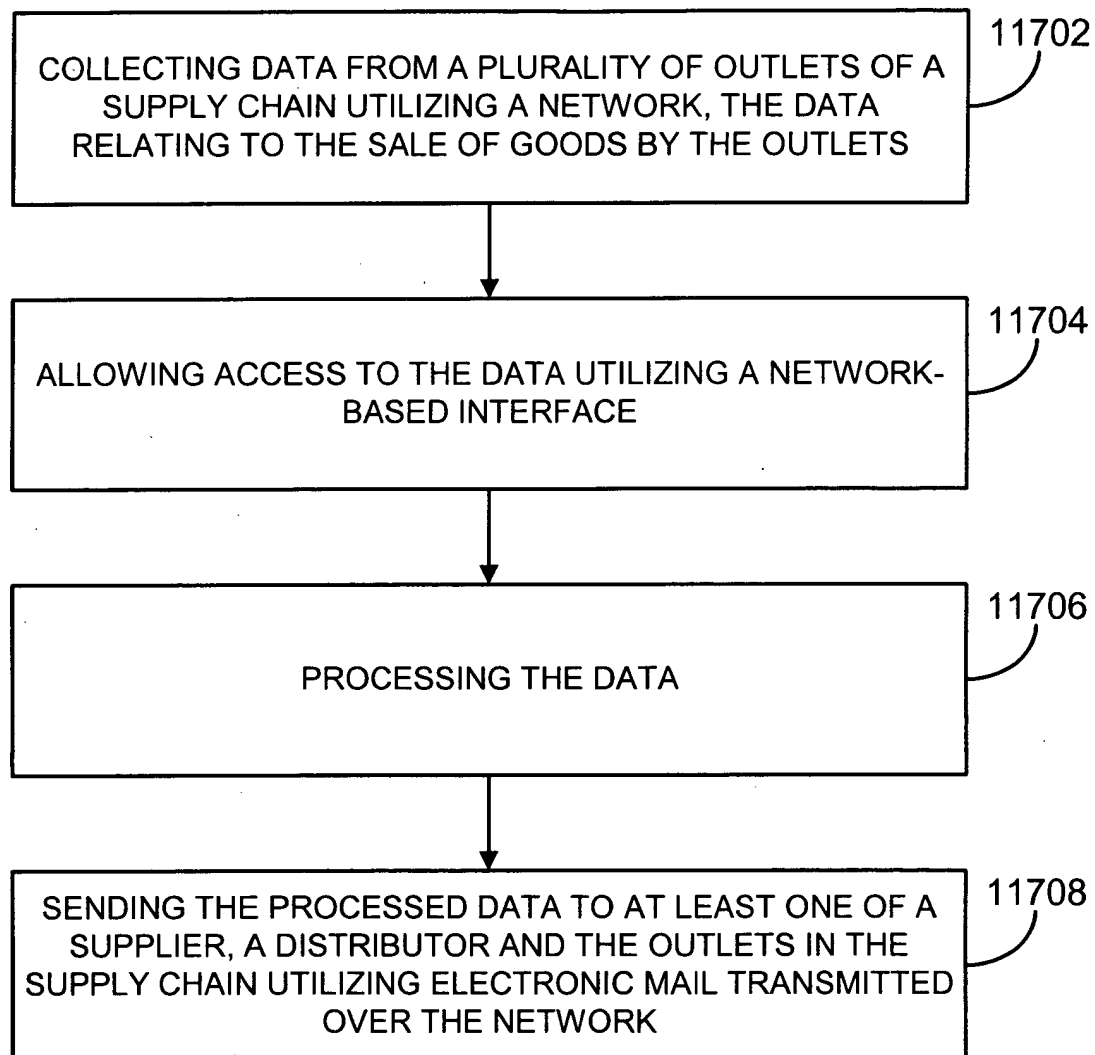 11702
COLLECTING DATA FROM A PLURALITY OF OUTLETS OF A
SUPPLY CHAIN UTILIZING A NETWORK, THE DATA
RELATING TO THE SALE OF GOODS BY THE OUTLETS
11704
ALLOWING ACCESS TO THE DATA UTILIZING A NETWORK-
BASED INTERFACE
11706
PROCESSING THE DATA
11708
SENDING THE PROCESSED DATA TO AT LEAST ONE OF A
SUPPLIER, A DISTRIBUTOR AND THE OUTLETS IN THE
SUPPLY CHAIN UTILIZING ELECTRONIC MAIL TRANSMITTED
OVER THE NETWORK